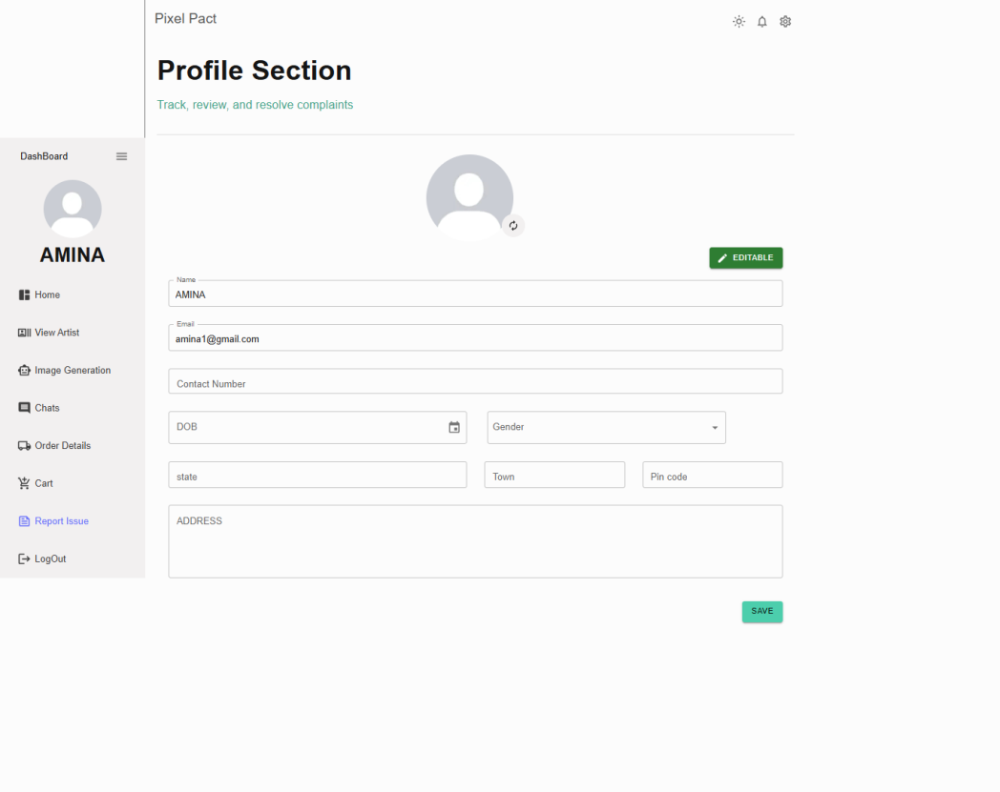 Pixel Pact
Profile Section
Track, review, and resolve complaints
DashBoard
AMINA
Home
View Artist
Image Generation
Chats
Order Details
Cart
Report Issue
LogOut
EDITABLE
Name
AMINA
Email
amina1@gmail.com
Contact Number
DOB
Gender
state
Town
Pin code
ADDRESS
SAVE